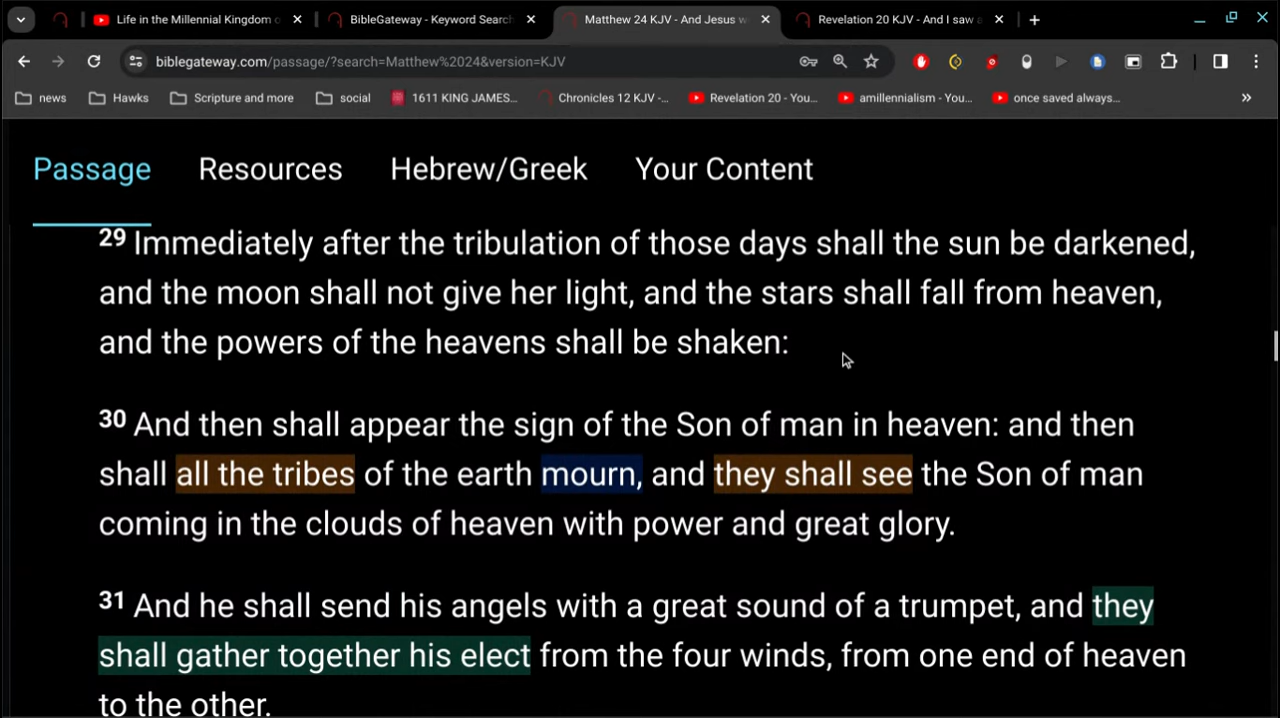 Life in the Millennial Kingdom o
BibleGateway - Keyword Search
Matthew 24 KJV - And Jesus w
Revelation 20 KJV - And I saw a
biblegateway.com/passage/?search=Matthew%2024&version=KJV
news
Hawks
Scripture and more
social
1611 KING JAMES...
Chronicles 12 KJV -...
Revelation 20 - You...
amillennialism - You...
once saved always...
»
Passage
Resources
Hebrew/Greek
Your Content
29 Immediately after the tribulation of those days shall the sun be darkened,
and the moon shall not give her light, and the stars shall fall from heaven,
and the powers of the heavens shall be shaken:
30 And then shall appear the sign of the Son of man in heaven: and then
shall all the tribes of the earth mourn, and they shall see the Son of man
coming in the clouds of heaven with power and great glory.
31 And he shall send his angels with a great sound of a trumpet, and they
shall gather together his elect from the four winds, from one end of heaven
to the other.